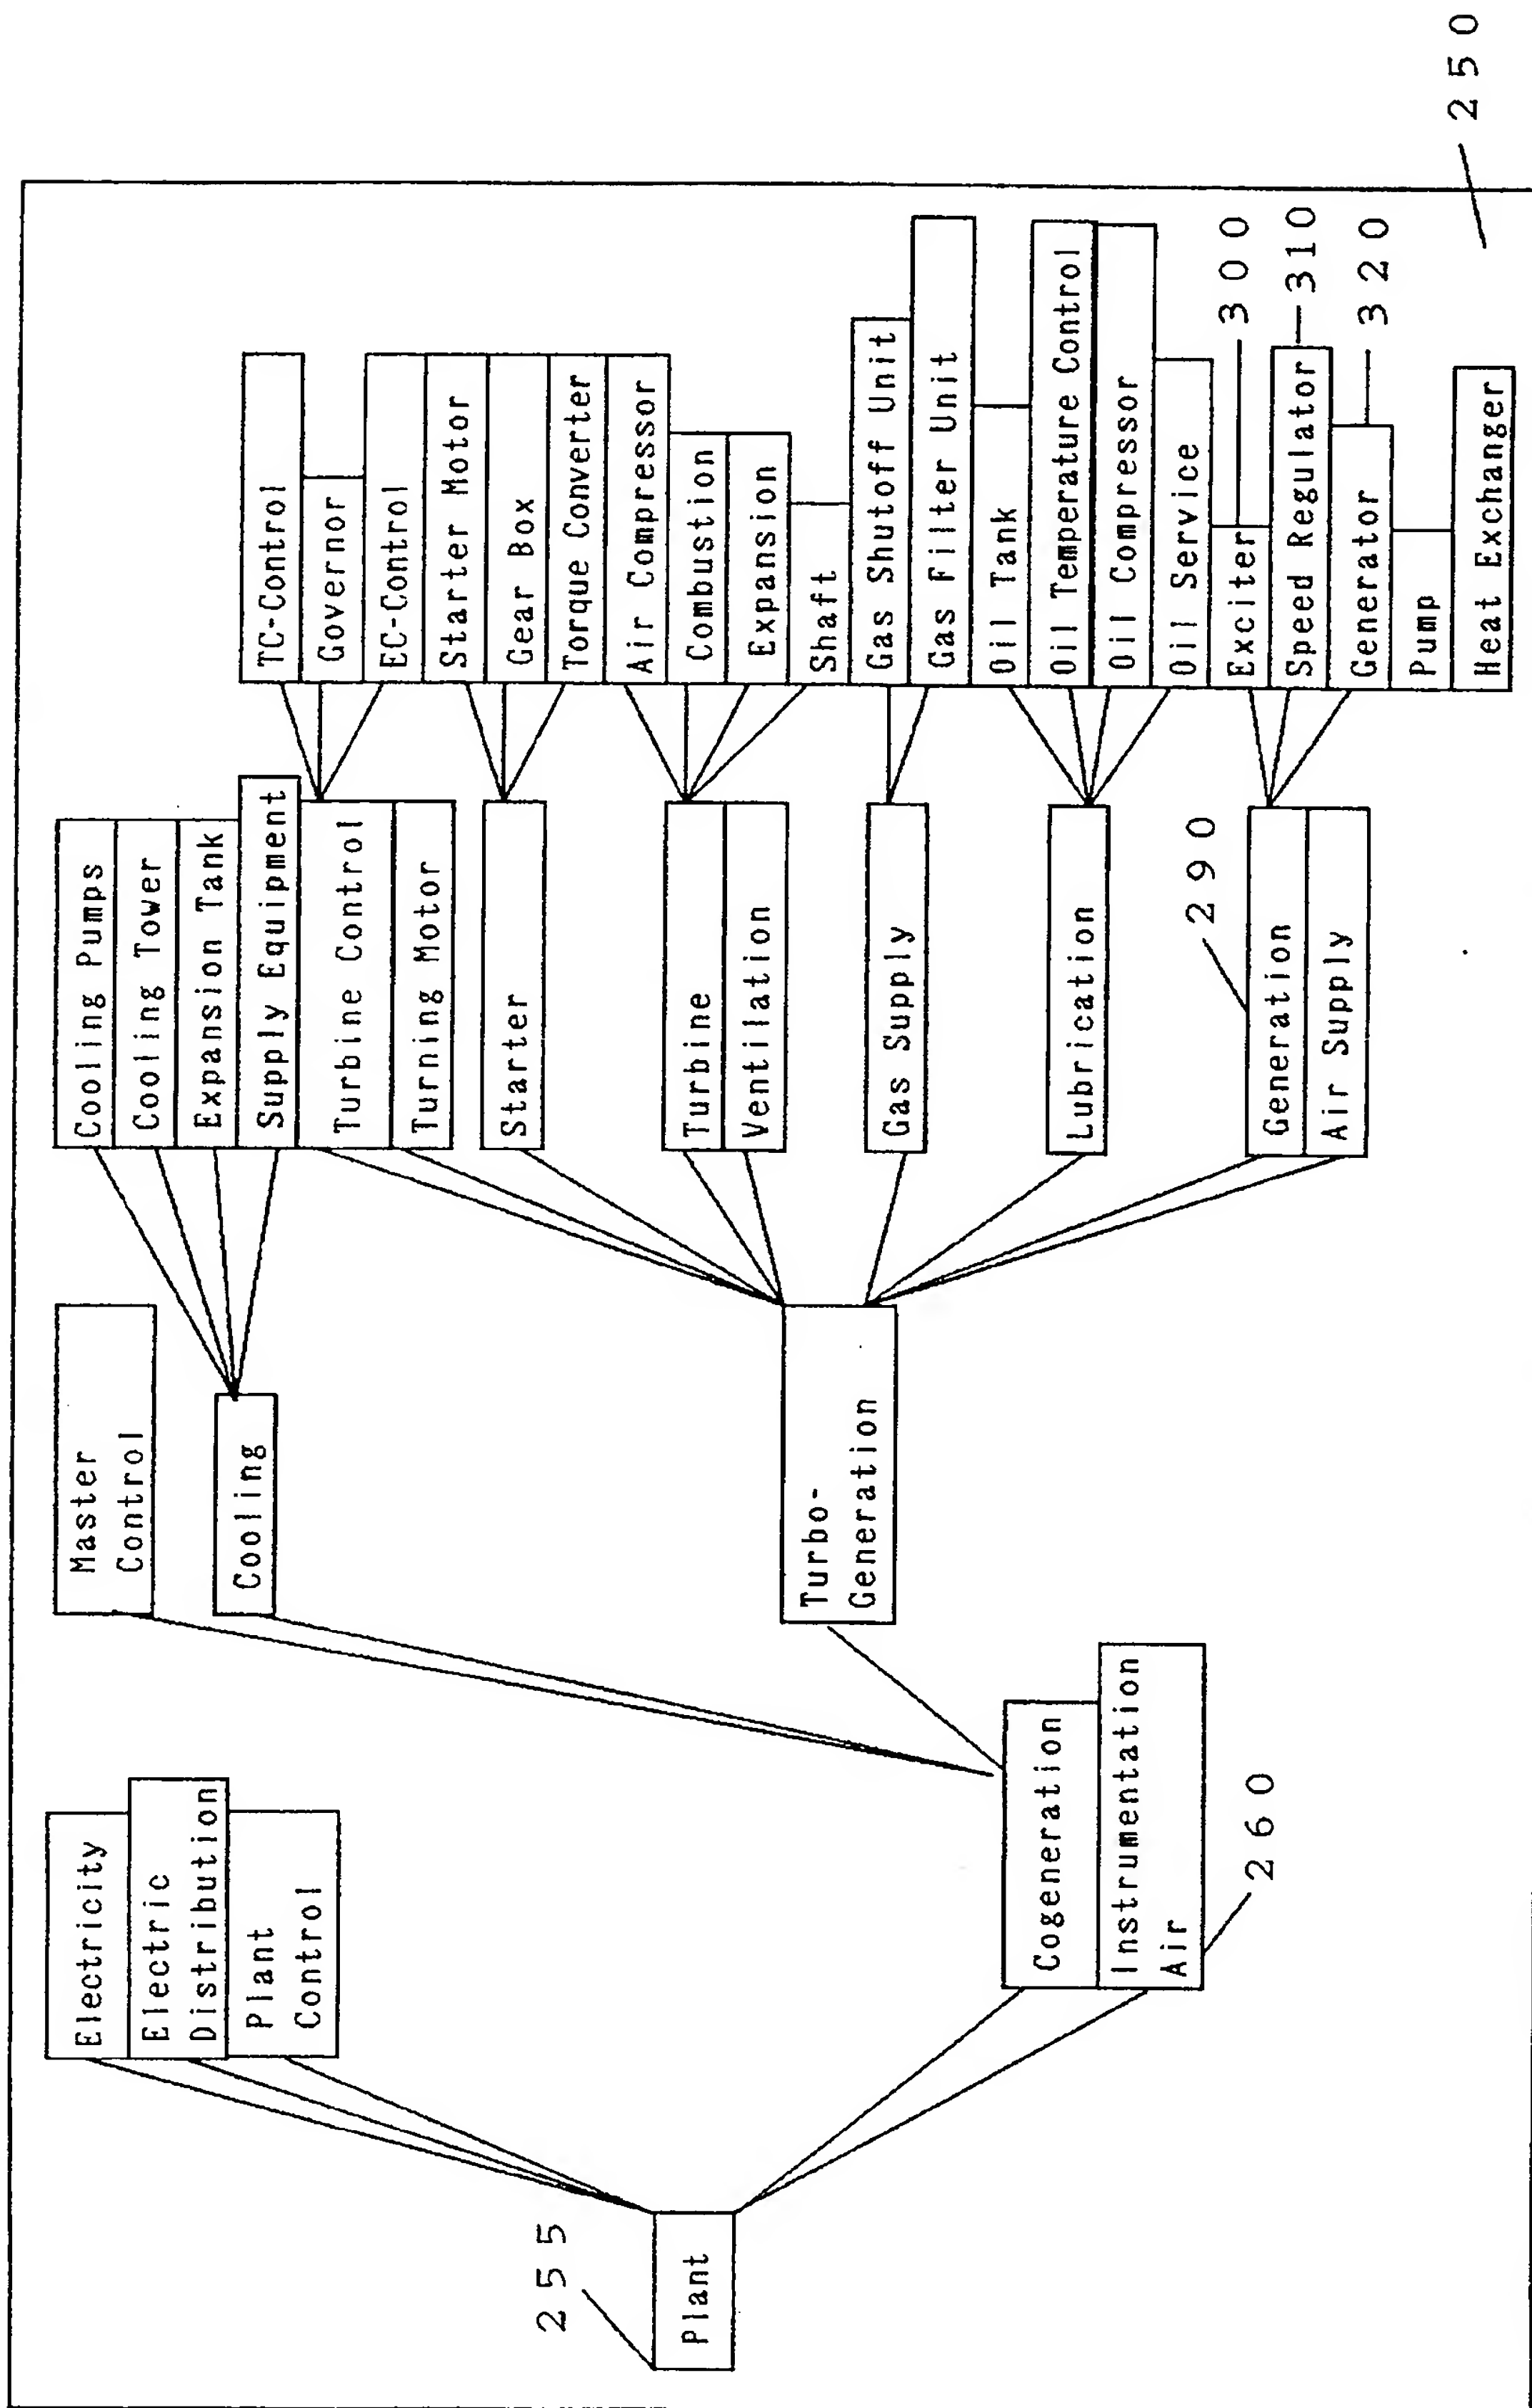 Plant
255
Electricity
Electric
Distribution
Plant
Control
Cogeneration
Instrumentation
Air
260
Master
Control
Cooling
Turbo-
Generation
Cooling Pumps
Cooling Tower
Expansion Tank
Supply Equipment
Turbine Control
Turning Motor
Starter
Turbine
Ventilation
Gas Supply
Lubrication
290
Generation
Air Supply
TC-Control
Governor
EC-Control
Starter Motor
Gear Box
Torque Converter
Air Compressor
Combustion
Expansion
Shaft
Gas Shutoff Unit
Gas Filter Unit
Oil Tank
Oil Temperature Control
Oil Compressor
Oil Service
Exciter
300
Speed Regulator
310
Generator
320
Pump
Heat Exchanger
250